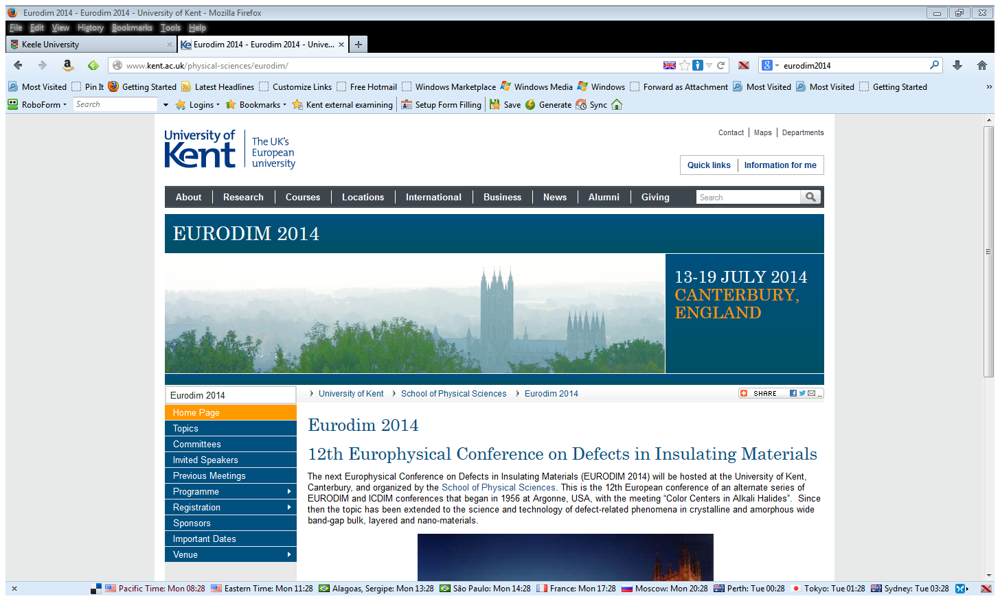 Eurodim 2014 - Eurodim 2014 - University of Kent - Mozilla Firefox
File Edit View History Bookmarks Tools Help
Keele University
Eurodim 2014 - Eurodim 2014 - Unive...
www.kent.ac.uk/physical-sciences/eurodim/
eurodim2014
Most Visited Pin It Getting Started Latest Headlines Customize Links Free Hotmail Windows Marketplace Windows Media Windows Forward as Attachment Most Visited Most Visited Getting Started
RoboForm Search Logins Bookmarks Kent external examining Setup Form Filling Save Generate Sync
University of
Kent
The UK's
European
university
Contact Maps Departments
Quick links Information for me
About Research Courses Locations International Business News Alumni Giving Search
EURODIM 2014
13-19 JULY 2014
CANTERBURY,
ENGLAND
Eurodim 2014
Home Page
Topics
Committees
Invited Speakers
Previous Meetings
Programme
Registration
Sponsors
Important Dates
Venue
University of Kent School of Physical Sciences Eurodim 2014
SHARE
Eurodim 2014
12th Europhysical Conference on Defects in Insulating Materials
The next Europhysical Conference on Defects in Insulating Materials (EURODIM 2014) will be hosted at the University of Kent,
Canterbury, and organized by the School of Physical Sciences. This is the 12th European conference of an alternate series of
EURODIM and ICDIM conferences that began in 1956 at Argonne, USA, with the meeting “Color Centers in Alkali Halides”. Since
then the topic has been extended to the science and technology of defect-related phenomena in crystalline and amorphous wide
band-gap bulk, layered and nano-materials.
Pacific Time: Mon 08:28 Eastern Time: Mon 11:28 Alagoas, Sergipe: Mon 13:28 São Paulo: Mon 14:28 France: Mon 17:28 Moscow: Mon 20:28 Perth: Tue 00:28 Tokyo: Tue 01:28 Sydney: Tue 03:28